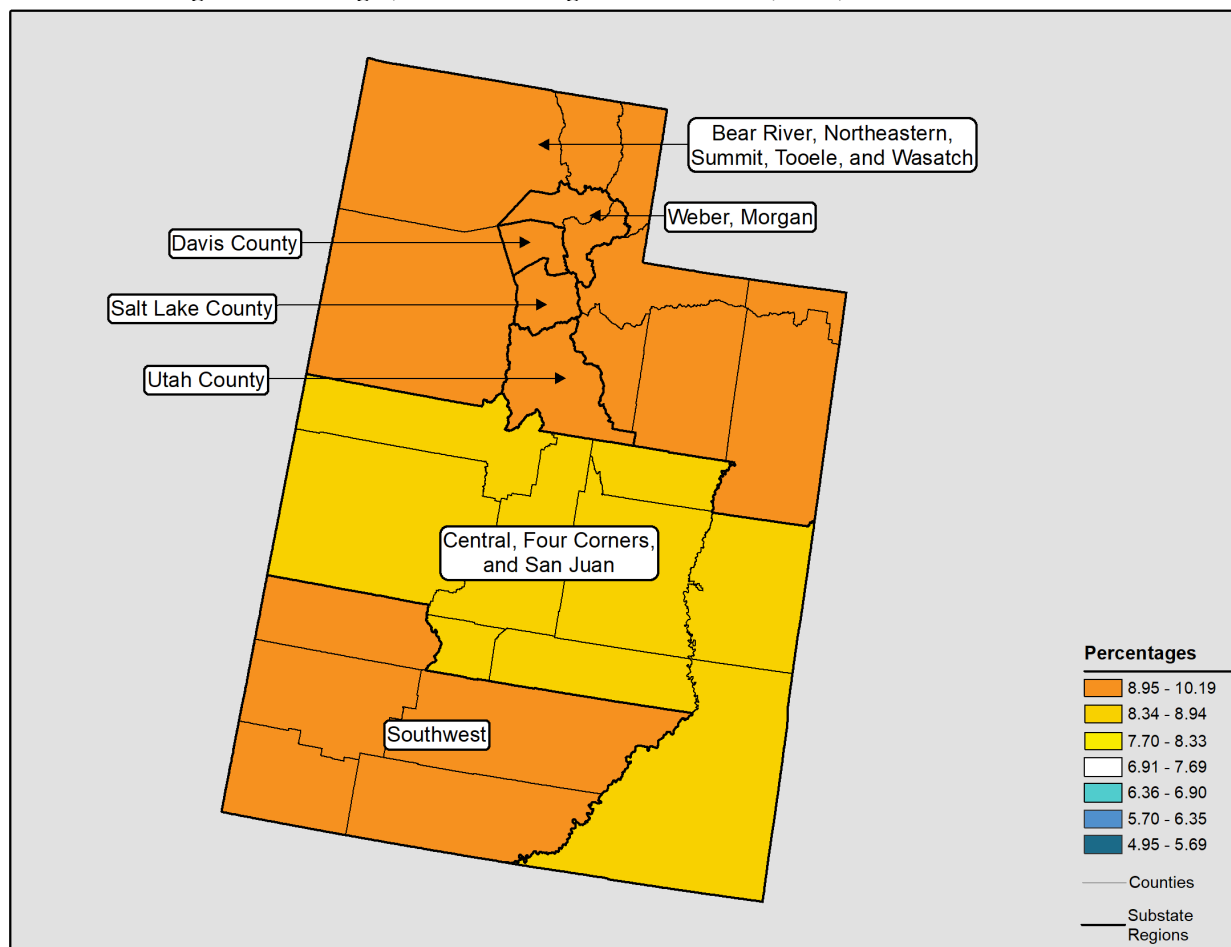 Bear River, Northeastern,
Summit, Tooele, and Wasatch
Weber, Morgan
Davis County
Salt Lake County
Utah County
Central, Four Corners,
and San Juan
Southwest
Percentages
8.95 - 10.19
8.34 - 8.94
7.70 - 8.33
6.91 - 7.69
6.36 - 6.90
5.70 - 6.35
4.95 - 5.69
Counties
Substate
Regions